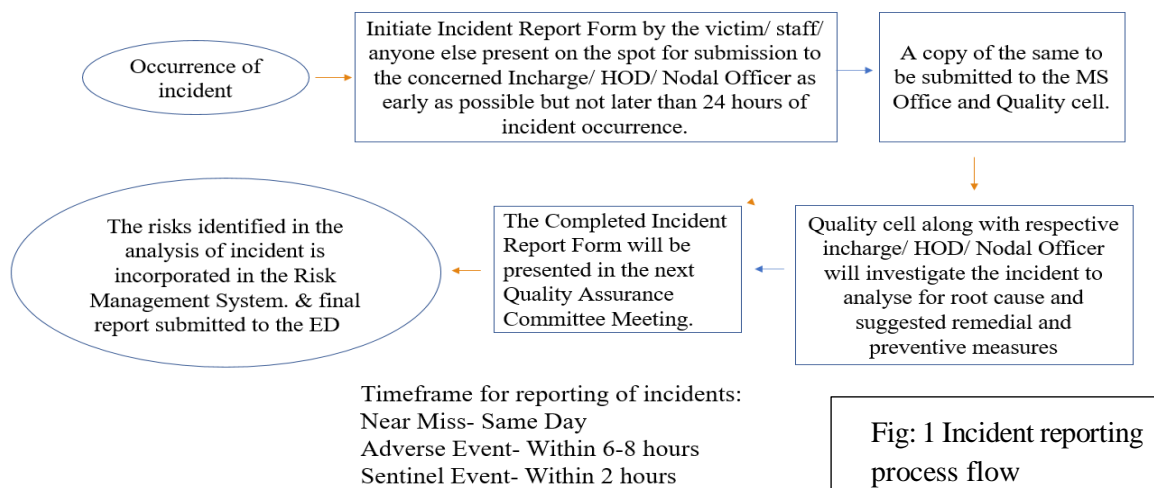 Occurrence of
incident
Initiate Incident Report Form by the victim/ staff/
anyone else present on the spot for submission to
the concerned Incharge/ HOD/ Nodal Officer as
early as possible but not later than 24 hours of
incident occurrence.
A copy of the same to
be submitted to the MS
Office and Quality cell.
Quality cell along with respective
incharge/ HOD/ Nodal Officer
will investigate the incident to
analyse for root cause and
suggested remedial and
preventive measures
The Completed Incident
Report Form will be
presented in the next
Quality Assurance
Committee Meeting.
The risks identified in the
analysis of incident is
incorporated in the Risk
Management System. & final
report submitted to the ED
Timeframe for reporting of incidents:
Near Miss- Same Day
Adverse Event- Within 6-8 hours
Sentinel Event- Within 2 hours
Fig: 1 Incident reporting
process flow